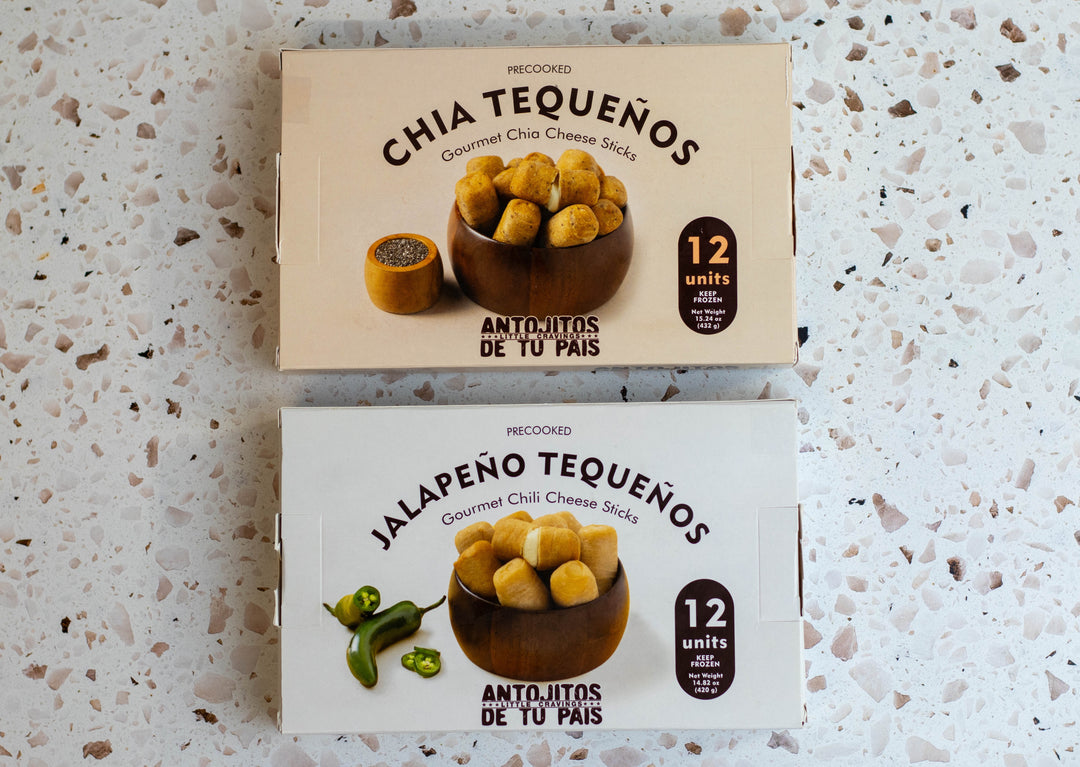 PRECOOKED
CHIA TEQUEÑOS
Gourmet Chia Cheese Sticks
12
units
KEEP
FROZEN
Net Weight
15.24 oz
(432 g)
ANTOJITOS
LITTLE CRAVINGS
DE TU PAIS
PRECOOKED
JALAPEÑO TEQUEÑOS
Gourmet Chili Cheese Sticks
12
units
KEEP
FROZEN
Net Weight
14.82 oz
(420 g)
ANTOJITOS
LITTLE CRAVINGS
DE TU PAIS